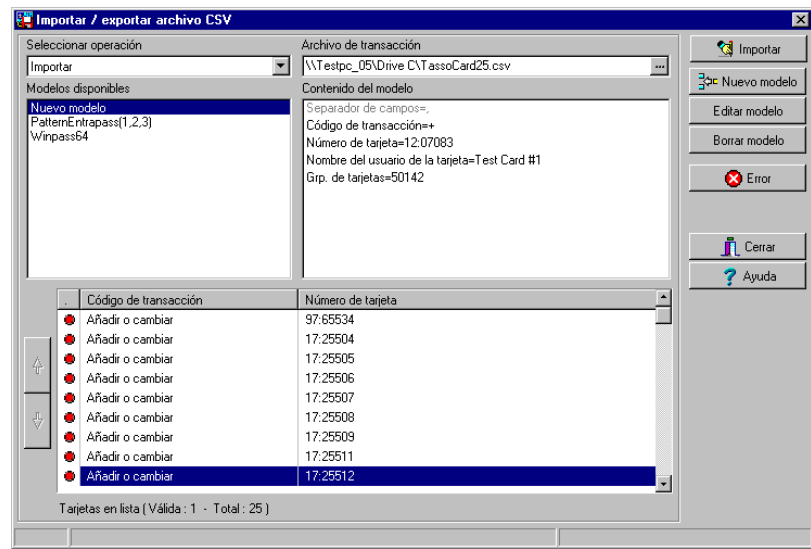 Importar / exportar archivo CSV
Seleccionar operación
Importar
Archivo de transacción
\\Testpc_05\Drive C\TassoCard25.csv
...
Modelos disponibles
Nuevo modelo
PatternEntrapass(1,2,3)
Winpass64
Contenido del modelo
Separador de campos=,
Código de transacción=+
Número de tarjeta=12:07083
Nombre del usuario de la tarjeta=Test Card #1
Grp. de tarjetas=50142
Importar
Nuevo modelo
Editar modelo
Borrar modelo
Error
Cerrar
Ayuda
. Código de transacción Número de tarjeta
Añadir o cambiar 97:65534
Añadir o cambiar 17:25504
Añadir o cambiar 17:25505
Añadir o cambiar 17:25506
Añadir o cambiar 17:25507
Añadir o cambiar 17:25508
Añadir o cambiar 17:25509
Añadir o cambiar 17:25511
Añadir o cambiar 17:25512
Tarjetas en lista ( Válida : 1 - Total : 25 )